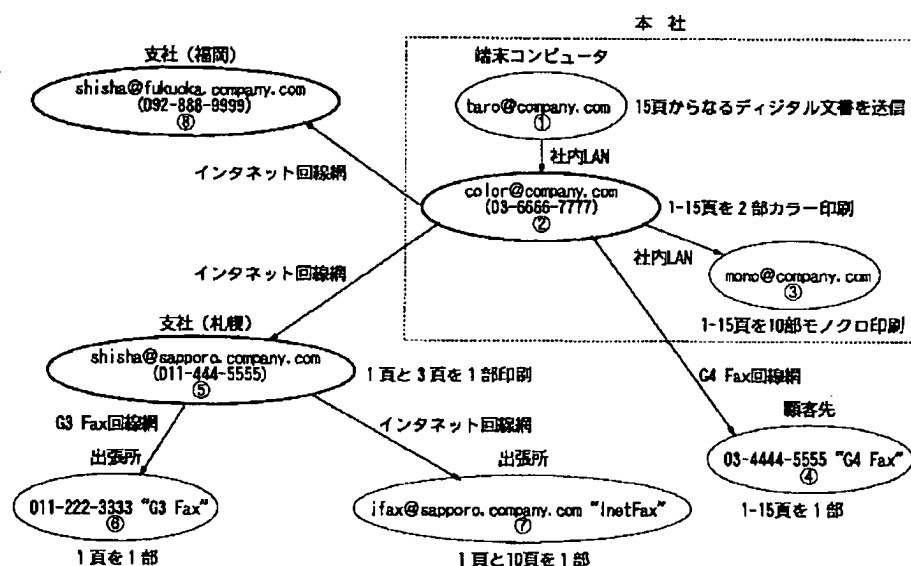 本 社
支社（福岡）
shisha@fukuoka.company.com
(092-888-9999)
⑧
端末コンピュータ
taro@company.com
①
15頁からなるディジタル文書を送信
社内LAN
インタネット回線網
color@company.com
(03-6666-7777)
②
1-15頁を2部カラー印刷
社内LAN
mono@company.com
③
1-15頁を10部モノクロ印刷
インタネット回線網
支社（札幌）
shisha@sapporo.company.com
(011-444-5555)
⑤
1頁と3頁を1部印刷
G4 Fax回線網
G3 Fax回線網
インタネット回線網
顧客先
03-4444-5555 "G4 Fax"
④
1-15頁を1部
出張所
011-222-3333 "G3 Fax"
⑥
1頁を1部
出張所
ifax@sapporo.company.com "InetFax"
⑦
1頁と10頁を1部